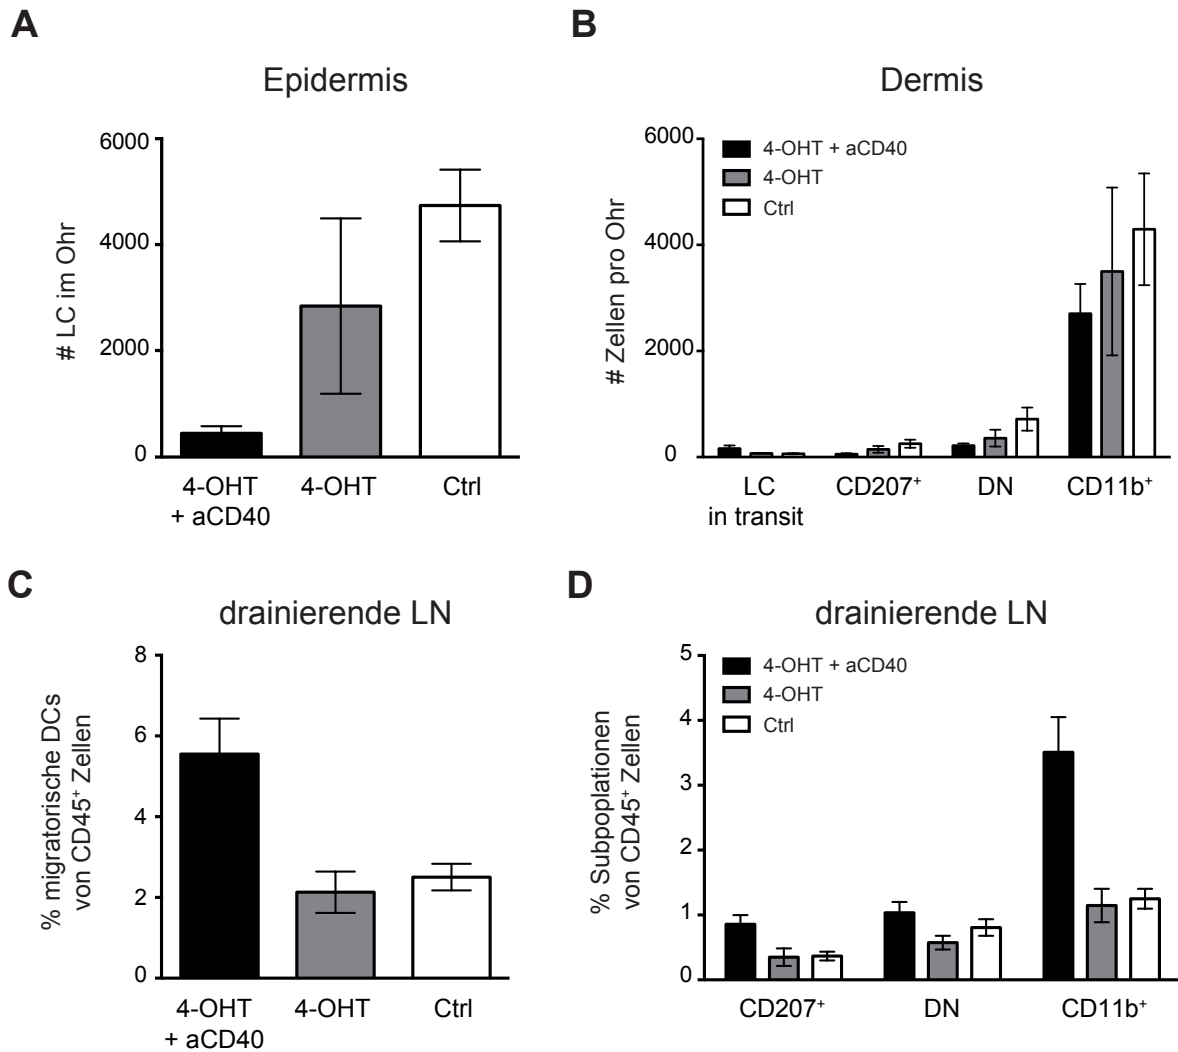 A
Epidermis
# LC im Ohr
6000
4000
2000
0
4-OHT
+ aCD40
4-OHT
Ctrl
B
Dermis
# Zellen pro Ohr
6000
4000
2000
0
4-OHT + aCD40
4-OHT
Ctrl
LC
in transit
CD207⁺
DN
CD11b⁺
C
drainierende LN
% migratorische DCs
von CD45⁺ Zellen
8
6
4
2
0
4-OHT
+ aCD40
4-OHT
Ctrl
D
drainierende LN
% Subpoplationen
von CD45⁺ Zellen
5
4
3
2
1
0
4-OHT + aCD40
4-OHT
Ctrl
CD207⁺
DN
CD11b⁺